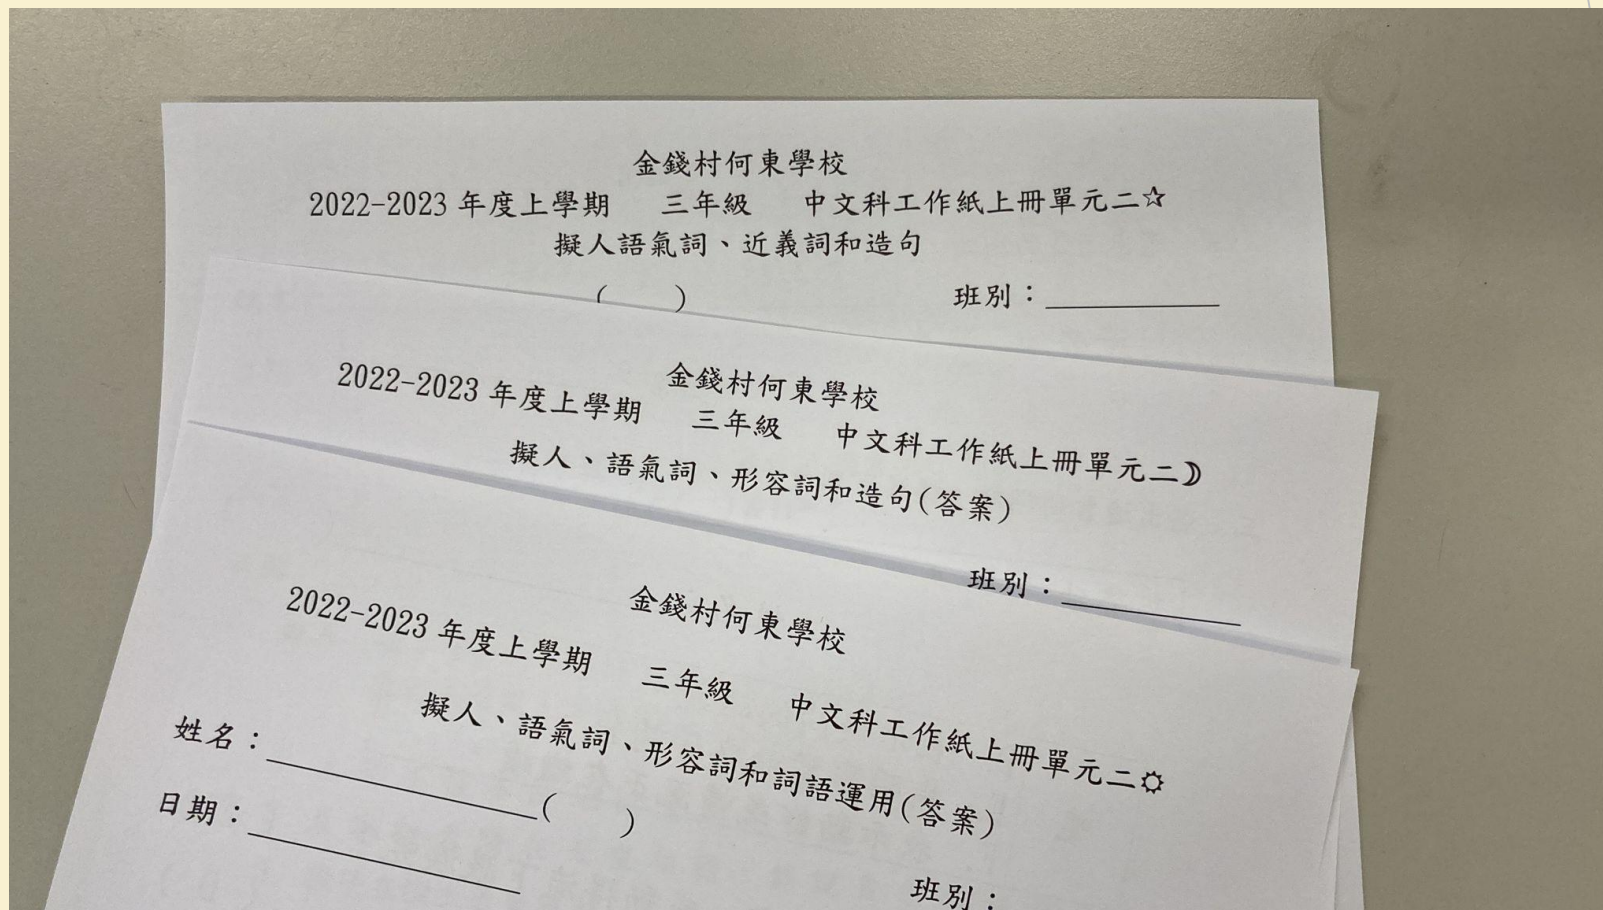 金錢村何東學校
2022-2023 年度上學期 三年級 中文科工作紙上冊單元二☆
擬人語氣詞、近義詞和造句
( ) 班別：
金錢村何東學校
2022-2023 年度上學期 三年級 中文科工作紙上冊單元二☽
擬人、語氣詞、形容詞和造句(答案)
班別：
金錢村何東學校
2022-2023 年度上學期 三年級 中文科工作紙上冊單元二☼
擬人、語氣詞、形容詞和詞語運用(答案)
姓名： ( )
日期：
班別：